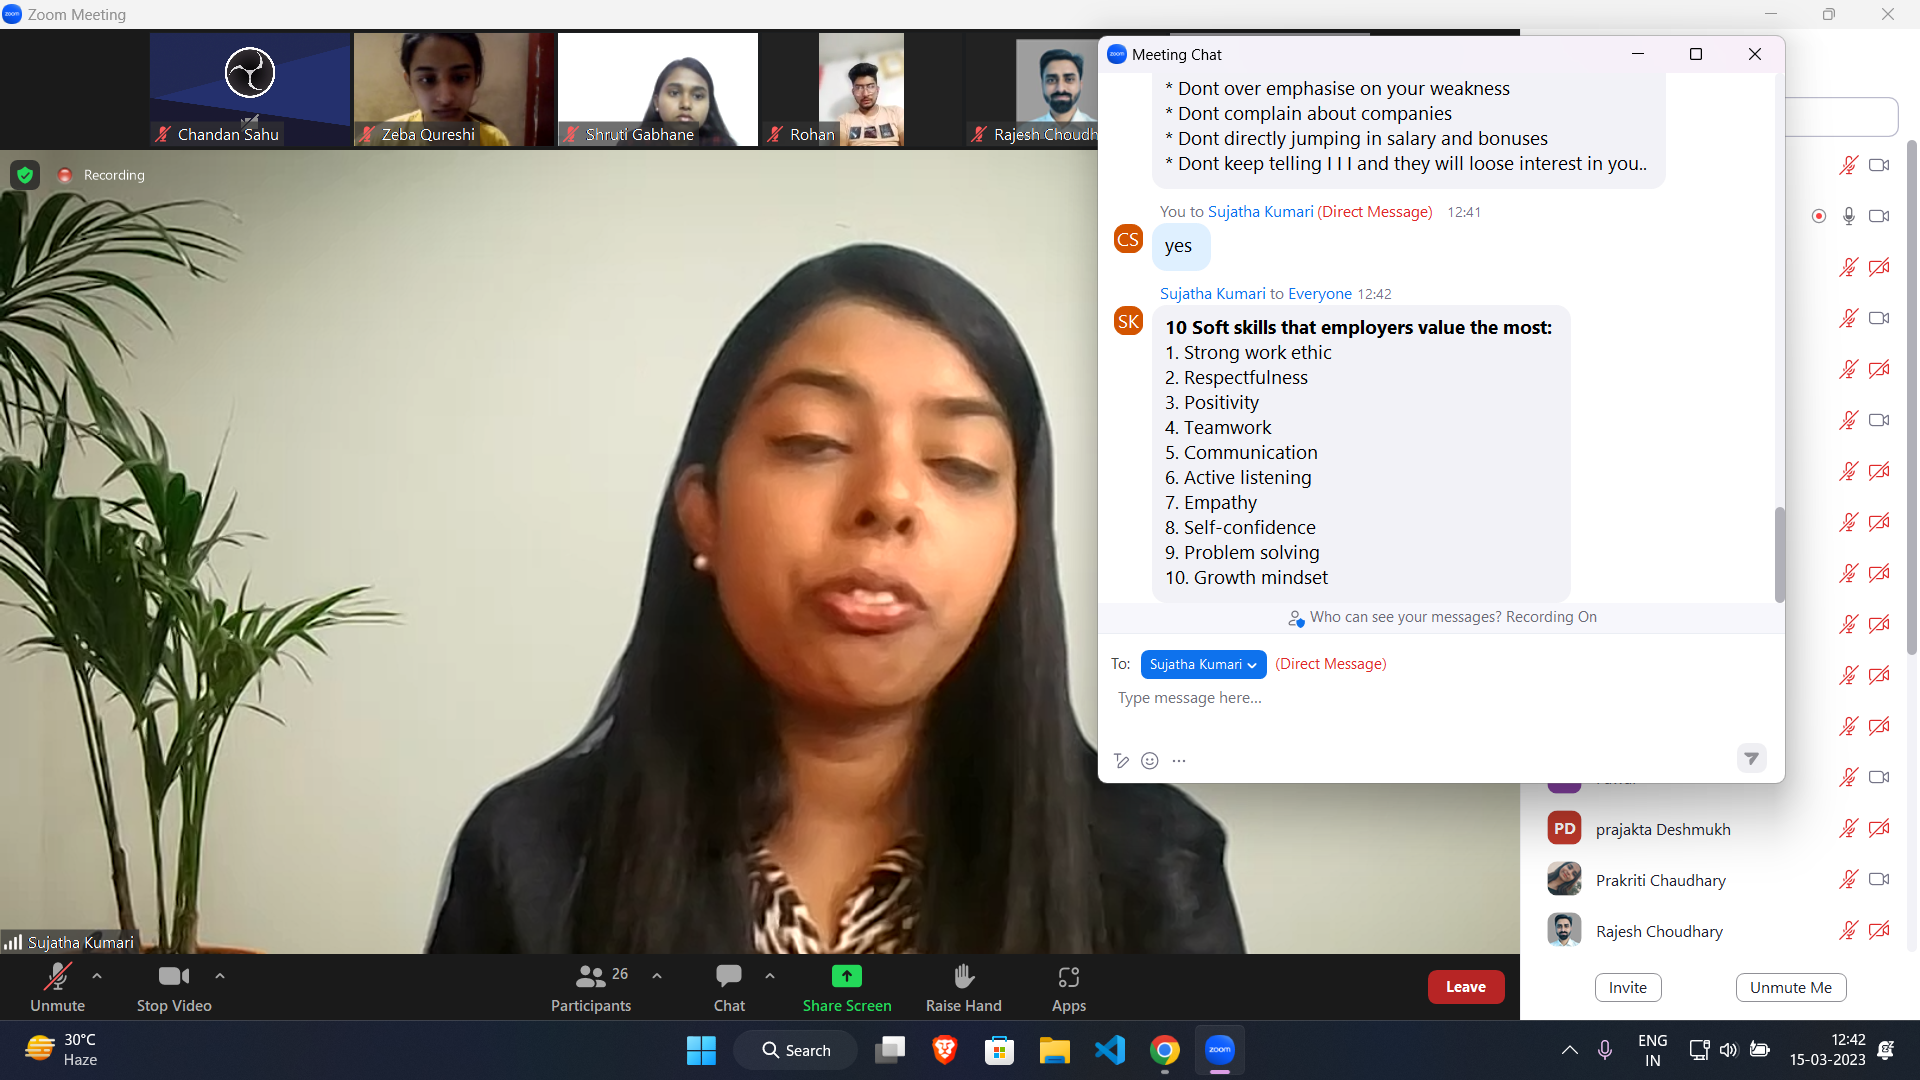 Zoom Meeting
Chandan Sahu
Zeba Qureshi
Shruti Gabhane
Rohan
Rajesh Choudh
Recording
Meeting Chat
* Dont over emphasise on your weakness
* Dont complain about companies
* Dont directly jumping in salary and bonuses
* Dont keep telling I I I and they will loose interest in you..
You to Sujatha Kumari (Direct Message) 12:41
CS
yes
Sujatha Kumari to Everyone 12:42
SK
10 Soft skills that employers value the most:
1. Strong work ethic
2. Respectfulness
3. Positivity
4. Teamwork
5. Communication
6. Active listening
7. Empathy
8. Self-confidence
9. Problem solving
10. Growth mindset
Who can see your messages? Recording On
To: Sujatha Kumari (Direct Message)
Type message here...
PD prajakta Deshmukh
Prakriti Chaudhary
Rajesh Choudhary
Invite
Unmute Me
Sujatha Kumari
Unmute
Stop Video
26
Participants
Chat
Share Screen
Raise Hand
Apps
Leave
30°C
Haze
Search
zoom
ENG
IN
12:42
15-03-2023